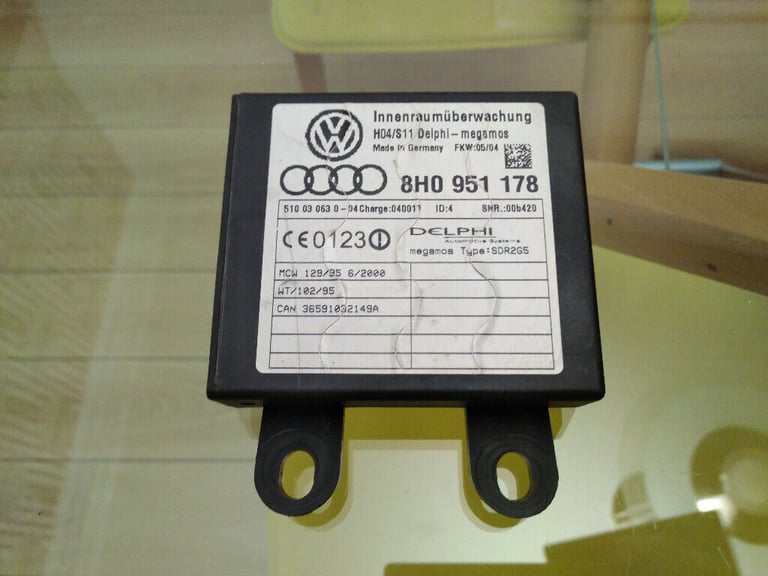 Innenraumüberwachung
H04/S11 Delphi-megamos
Made in Germany FKW:05/04
8H0 951 178
510 03 063 0-04 Charge:040011 ID:4 SNR.:00b420
CE0123
DELPHI
Automotive Systems
megamos Type:SDR2G5
MCW 129/95 6/2000
WT/102/95
CAN 36591032149A